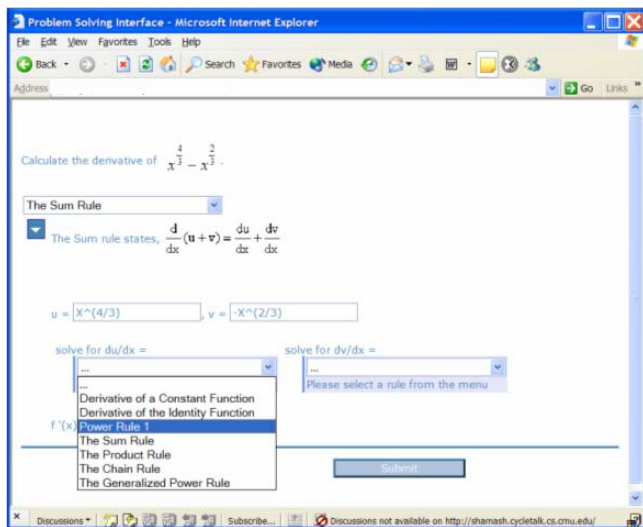 Problem Solving Interface - Microsoft Internet Explorer
File Edit View Favorites Tools Help
Back Search Favorites Media
Address Go Links »
Calculate the derivative of x^(4/3) − x^(2/3) .
The Sum Rule
The Sum rule states, d/dx (u + v) = du/dx + dv/dx
u = X^(4/3) , v = -X^(2/3)
solve for du/dx = solve for dv/dx =
... ...
... Please select a rule from the menu
Derivative of a Constant Function
Derivative of the Identity Function
f '(x) Power Rule 1
The Sum Rule
The Product Rule
The Chain Rule
The Generalized Power Rule
Submit
Discussions Subscribe... Discussions not available on http://shamash.cycletalk.cs.cmu.edu/